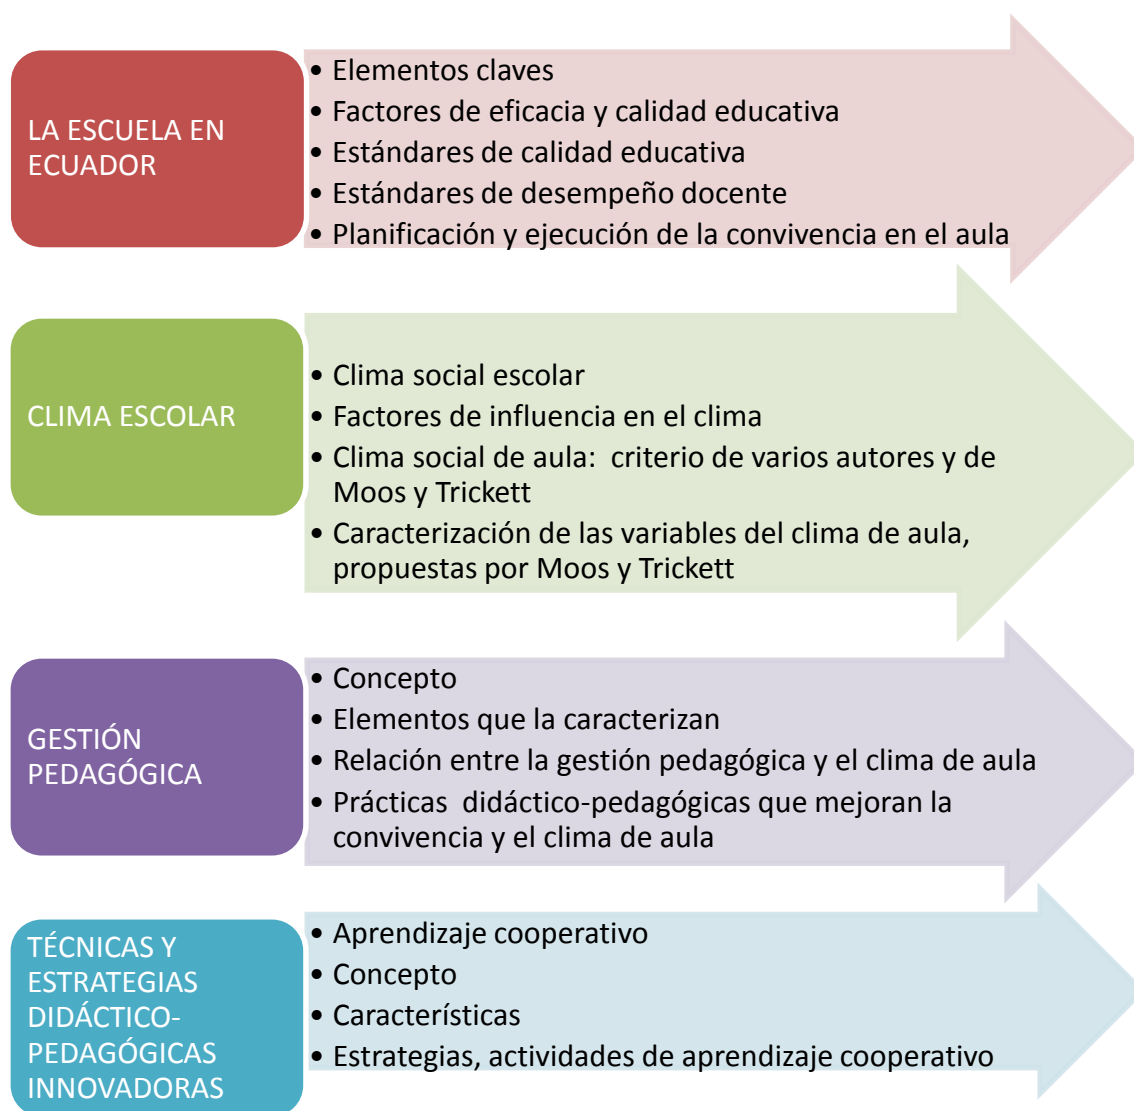 LA ESCUELA EN
ECUADOR
• Elementos claves
• Factores de eficacia y calidad educativa
• Estándares de calidad educativa
• Estándares de desempeño docente
• Planificación y ejecución de la convivencia en el aula
CLIMA ESCOLAR
• Clima social escolar
• Factores de influencia en el clima
• Clima social de aula:  criterio de varios autores y de
Moos y Trickett
• Caracterización de las variables del clima de aula,
propuestas por Moos y Trickett
GESTIÓN
PEDAGÓGICA
• Concepto
• Elementos que la caracterizan
• Relación entre la gestión pedagógica y el clima de aula
• Prácticas  didáctico-pedagógicas que mejoran la
convivencia y el clima de aula
TÉCNICAS Y
ESTRATEGIAS
DIDÁCTICO-
PEDAGÓGICAS
INNOVADORAS
• Aprendizaje cooperativo
• Concepto
• Características
• Estrategias, actividades de aprendizaje cooperativo